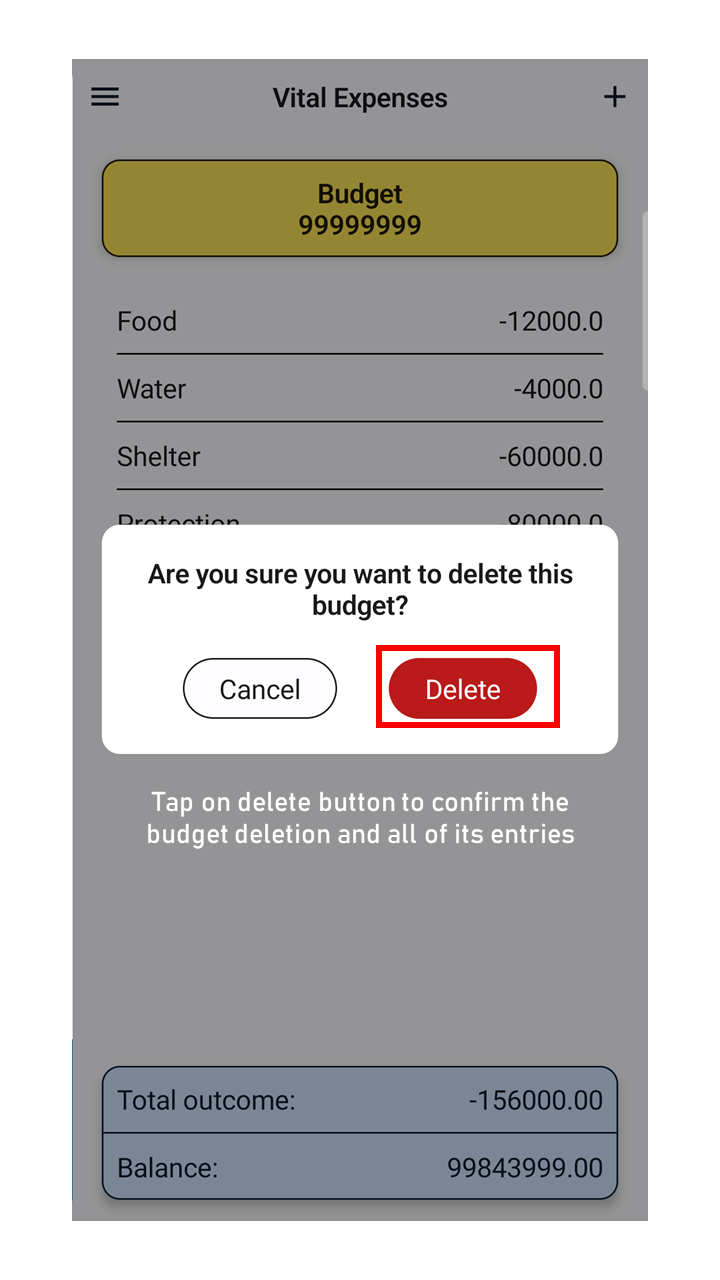 Vital Expenses
Budget
99999999
Food -12000.0
Water -4000.0
Shelter -60000.0
Protection 80000.0
Are you sure you want to delete this
budget?
Cancel Delete
Tap on delete button to confirm the
budget deletion and all of its entries
Total outcome: -156000.00
Balance: 99843999.00